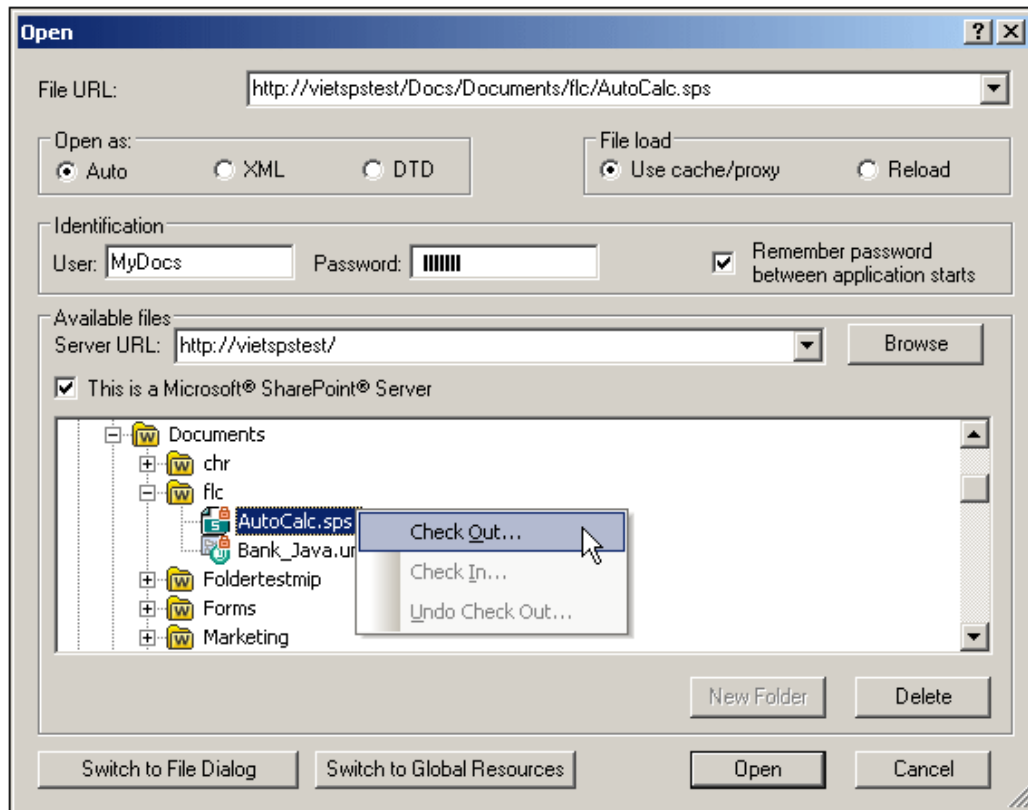 Open
File URL: http://vietspstest/Docs/Documents/flc/AutoCalc.sps
Open as:
Auto XML DTD
File load
Use cache/proxy Reload
Identification
User: MyDocs Password:
Remember password
between application starts
Available files
Server URL: http://vietspstest/ Browse
This is a Microsoft® SharePoint® Server
Documents
chr
flc
AutoCalc.sps
Check Out...
Bank_Java.
Check In...
Foldertestmip
Undo Check Out...
Forms
Marketing
New Folder Delete
Switch to File Dialog Switch to Global Resources Open Cancel